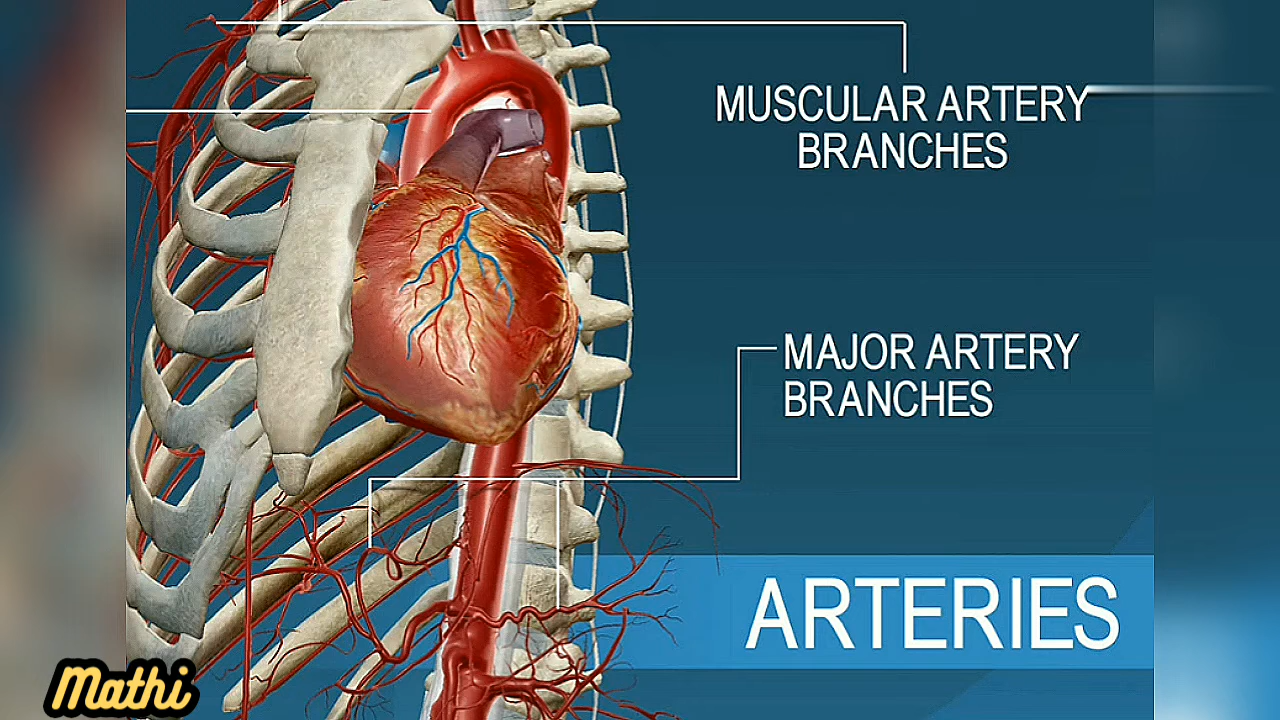 MUSCULAR ARTERY
BRANCHES
MAJOR ARTERY
BRANCHES
ARTERIES
Mathi